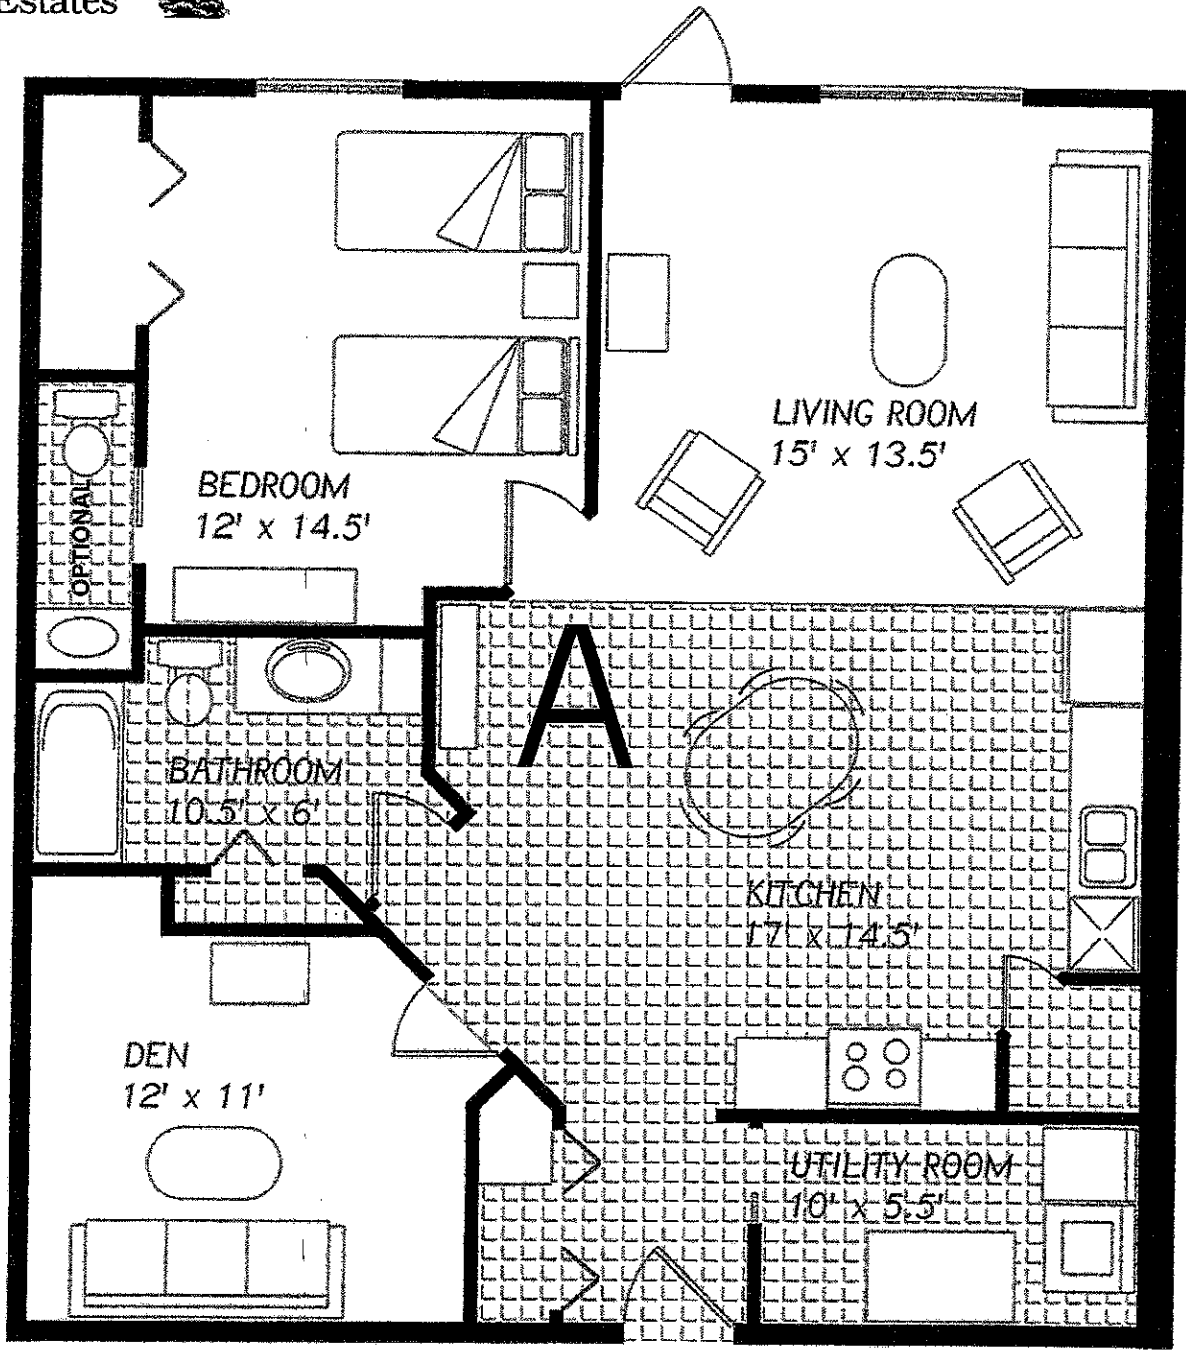 Estates
LIVING ROOM
15' x 13.5'
BEDROOM
12' x 14.5'
OPTIONAL
A
BATHROOM
10.5' x 6'
KITCHEN
17' x 14.5'
DEN
12' x 11'
UTILITY ROOM
10' x 5.5'